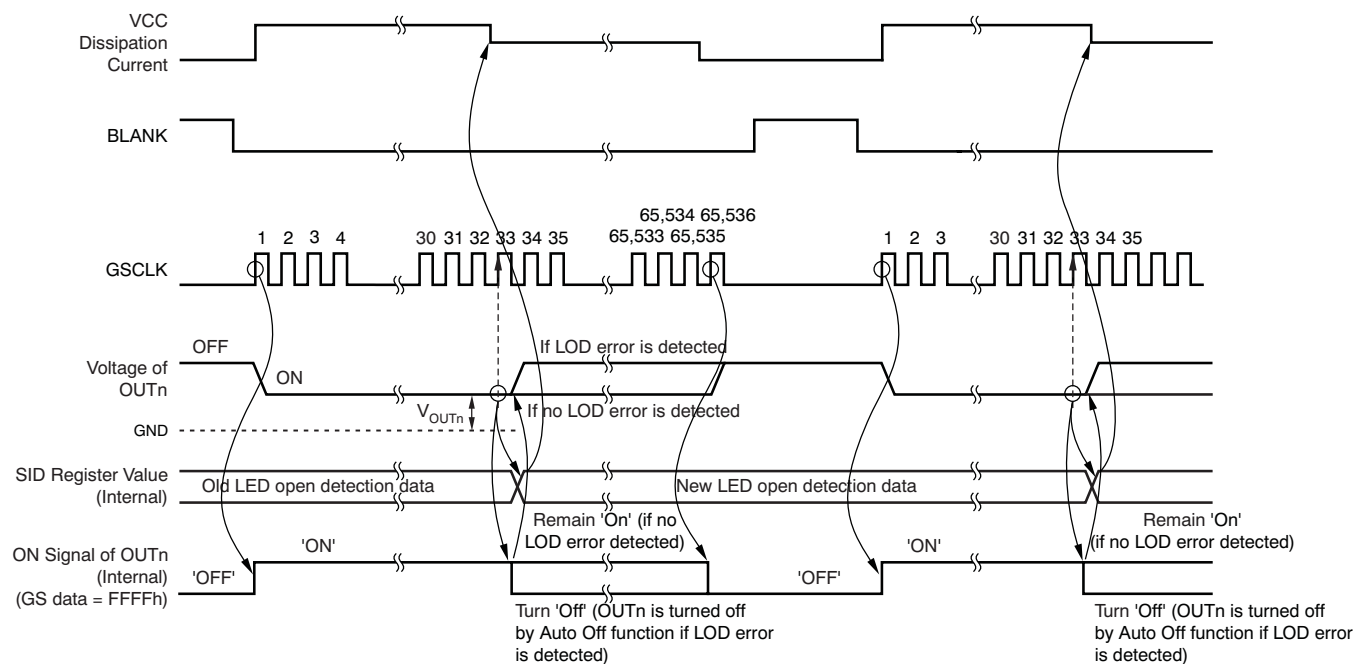 VCC
Dissipation
Current
BLANK
65,534 65,536
1 2 3 4 30 31 32 33 34 35 65,533 65,535 1 2 3 30 31 32 33 34 35
GSCLK
OFF
If LOD error is detected
Voltage of
OUTn
ON
ON
VOUTn
If no LOD error is detected
GND
SID Register Value
(Internal)
Old LED open detection data
New LED open detection data
Remain 'On' (if no
LOD error detected)
Remain 'On'
(if no LOD error detected)
ON Signal of OUTn
(Internal)
(GS data = FFFFh)
'OFF'
'ON'
'OFF'
'ON'
Turn 'Off' (OUTn is turned off
by Auto Off function if LOD error
is detected)
Turn 'Off' (OUTn is turned off
by Auto Off function if LOD error
is detected)